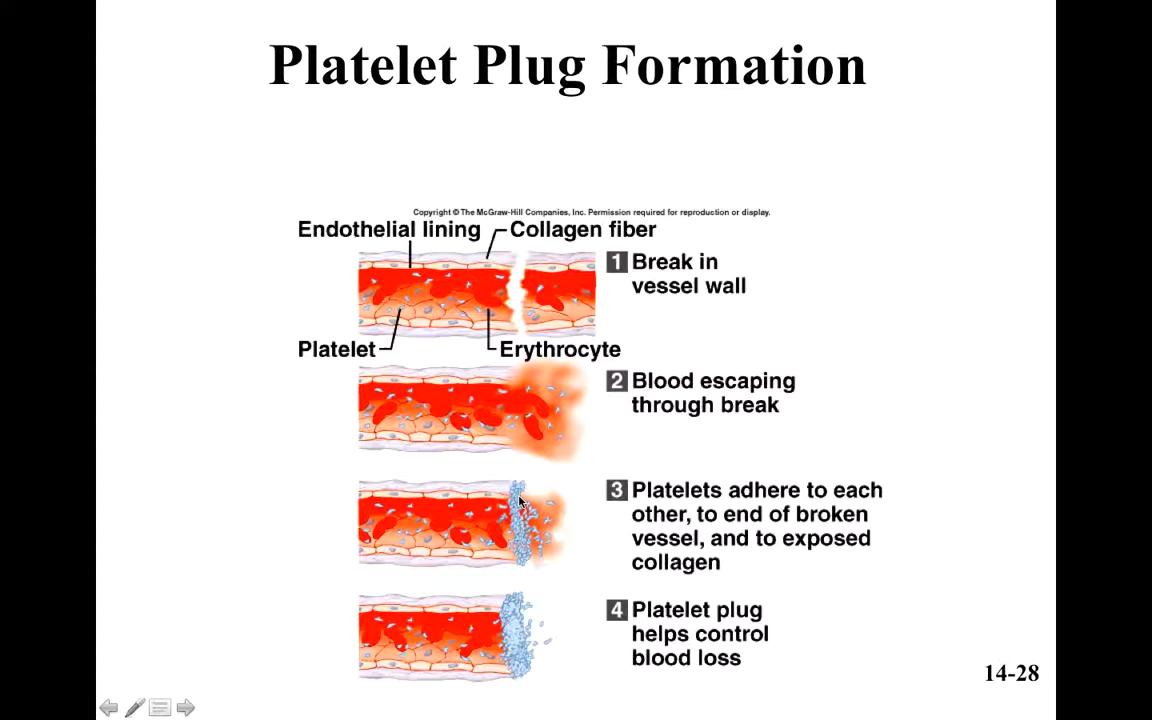 Platelet Plug Formation
Copyright © The McGraw-Hill Companies, Inc. Permission required for reproduction or display.
Endothelial lining
Collagen fiber
1 Break in
vessel wall
Platelet
Erythrocyte
2 Blood escaping
through break
3 Platelets adhere to each
other, to end of broken
vessel, and to exposed
collagen
4 Platelet plug
helps control
blood loss
14-28